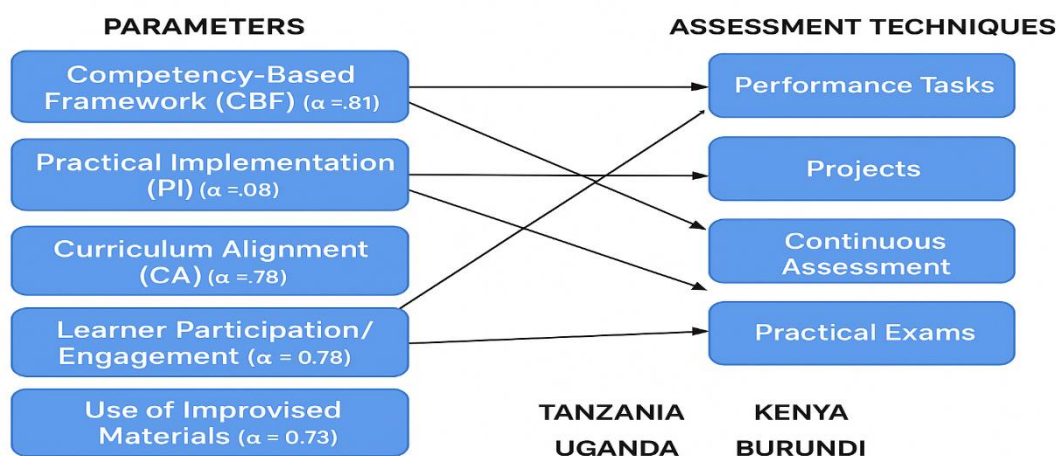 PARAMETERS
Competency-Based
Framework (CBF) (α =.81)
Practical Implementation
(PI) (α =.08)
Curriculum Alignment
(CA) (α =.78)
Learner Participation/
Engagement (α = 0.78)
Use of Improvised
Materials (α = 0.73)
ASSESSMENT TECHNIQUES
Performance Tasks
Projects
Continuous
Assessment
Practical Exams
TANZANIA KENYA
UGANDA BURUNDI